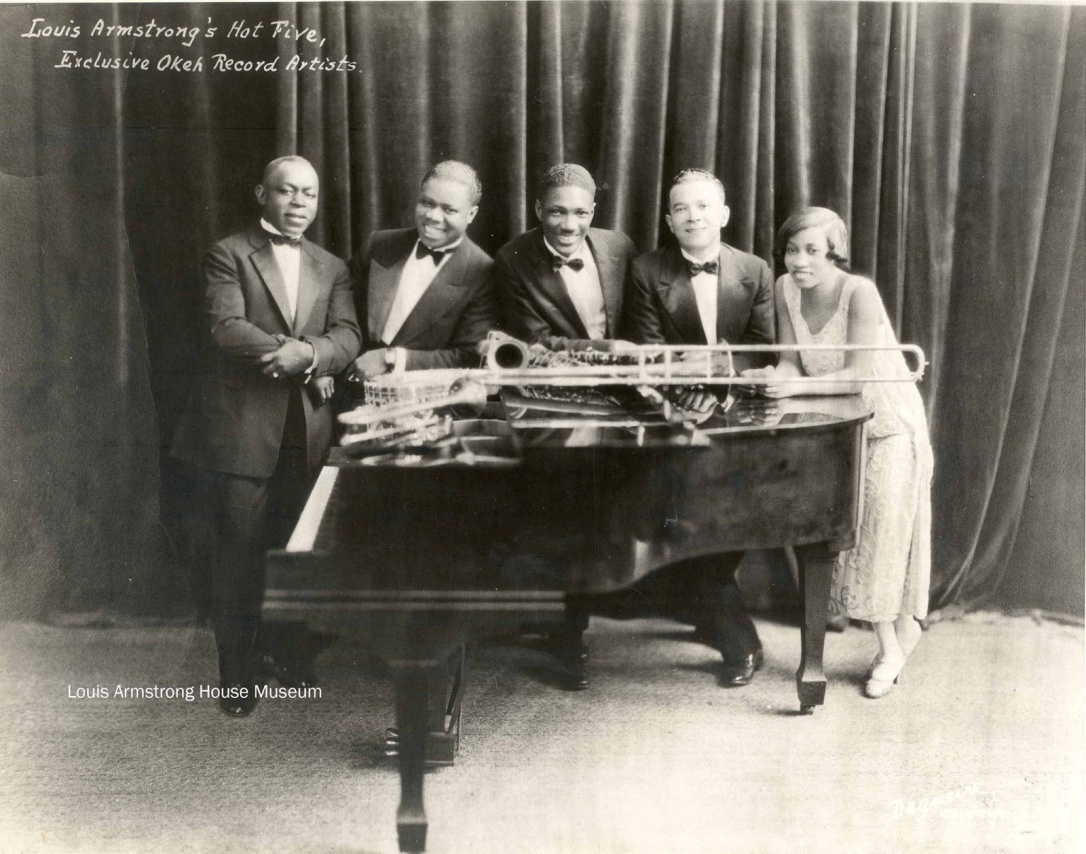 Louis Armstrong's Hot Five,
Exclusive Okeh Record Artists.
Louis Armstrong House Museum